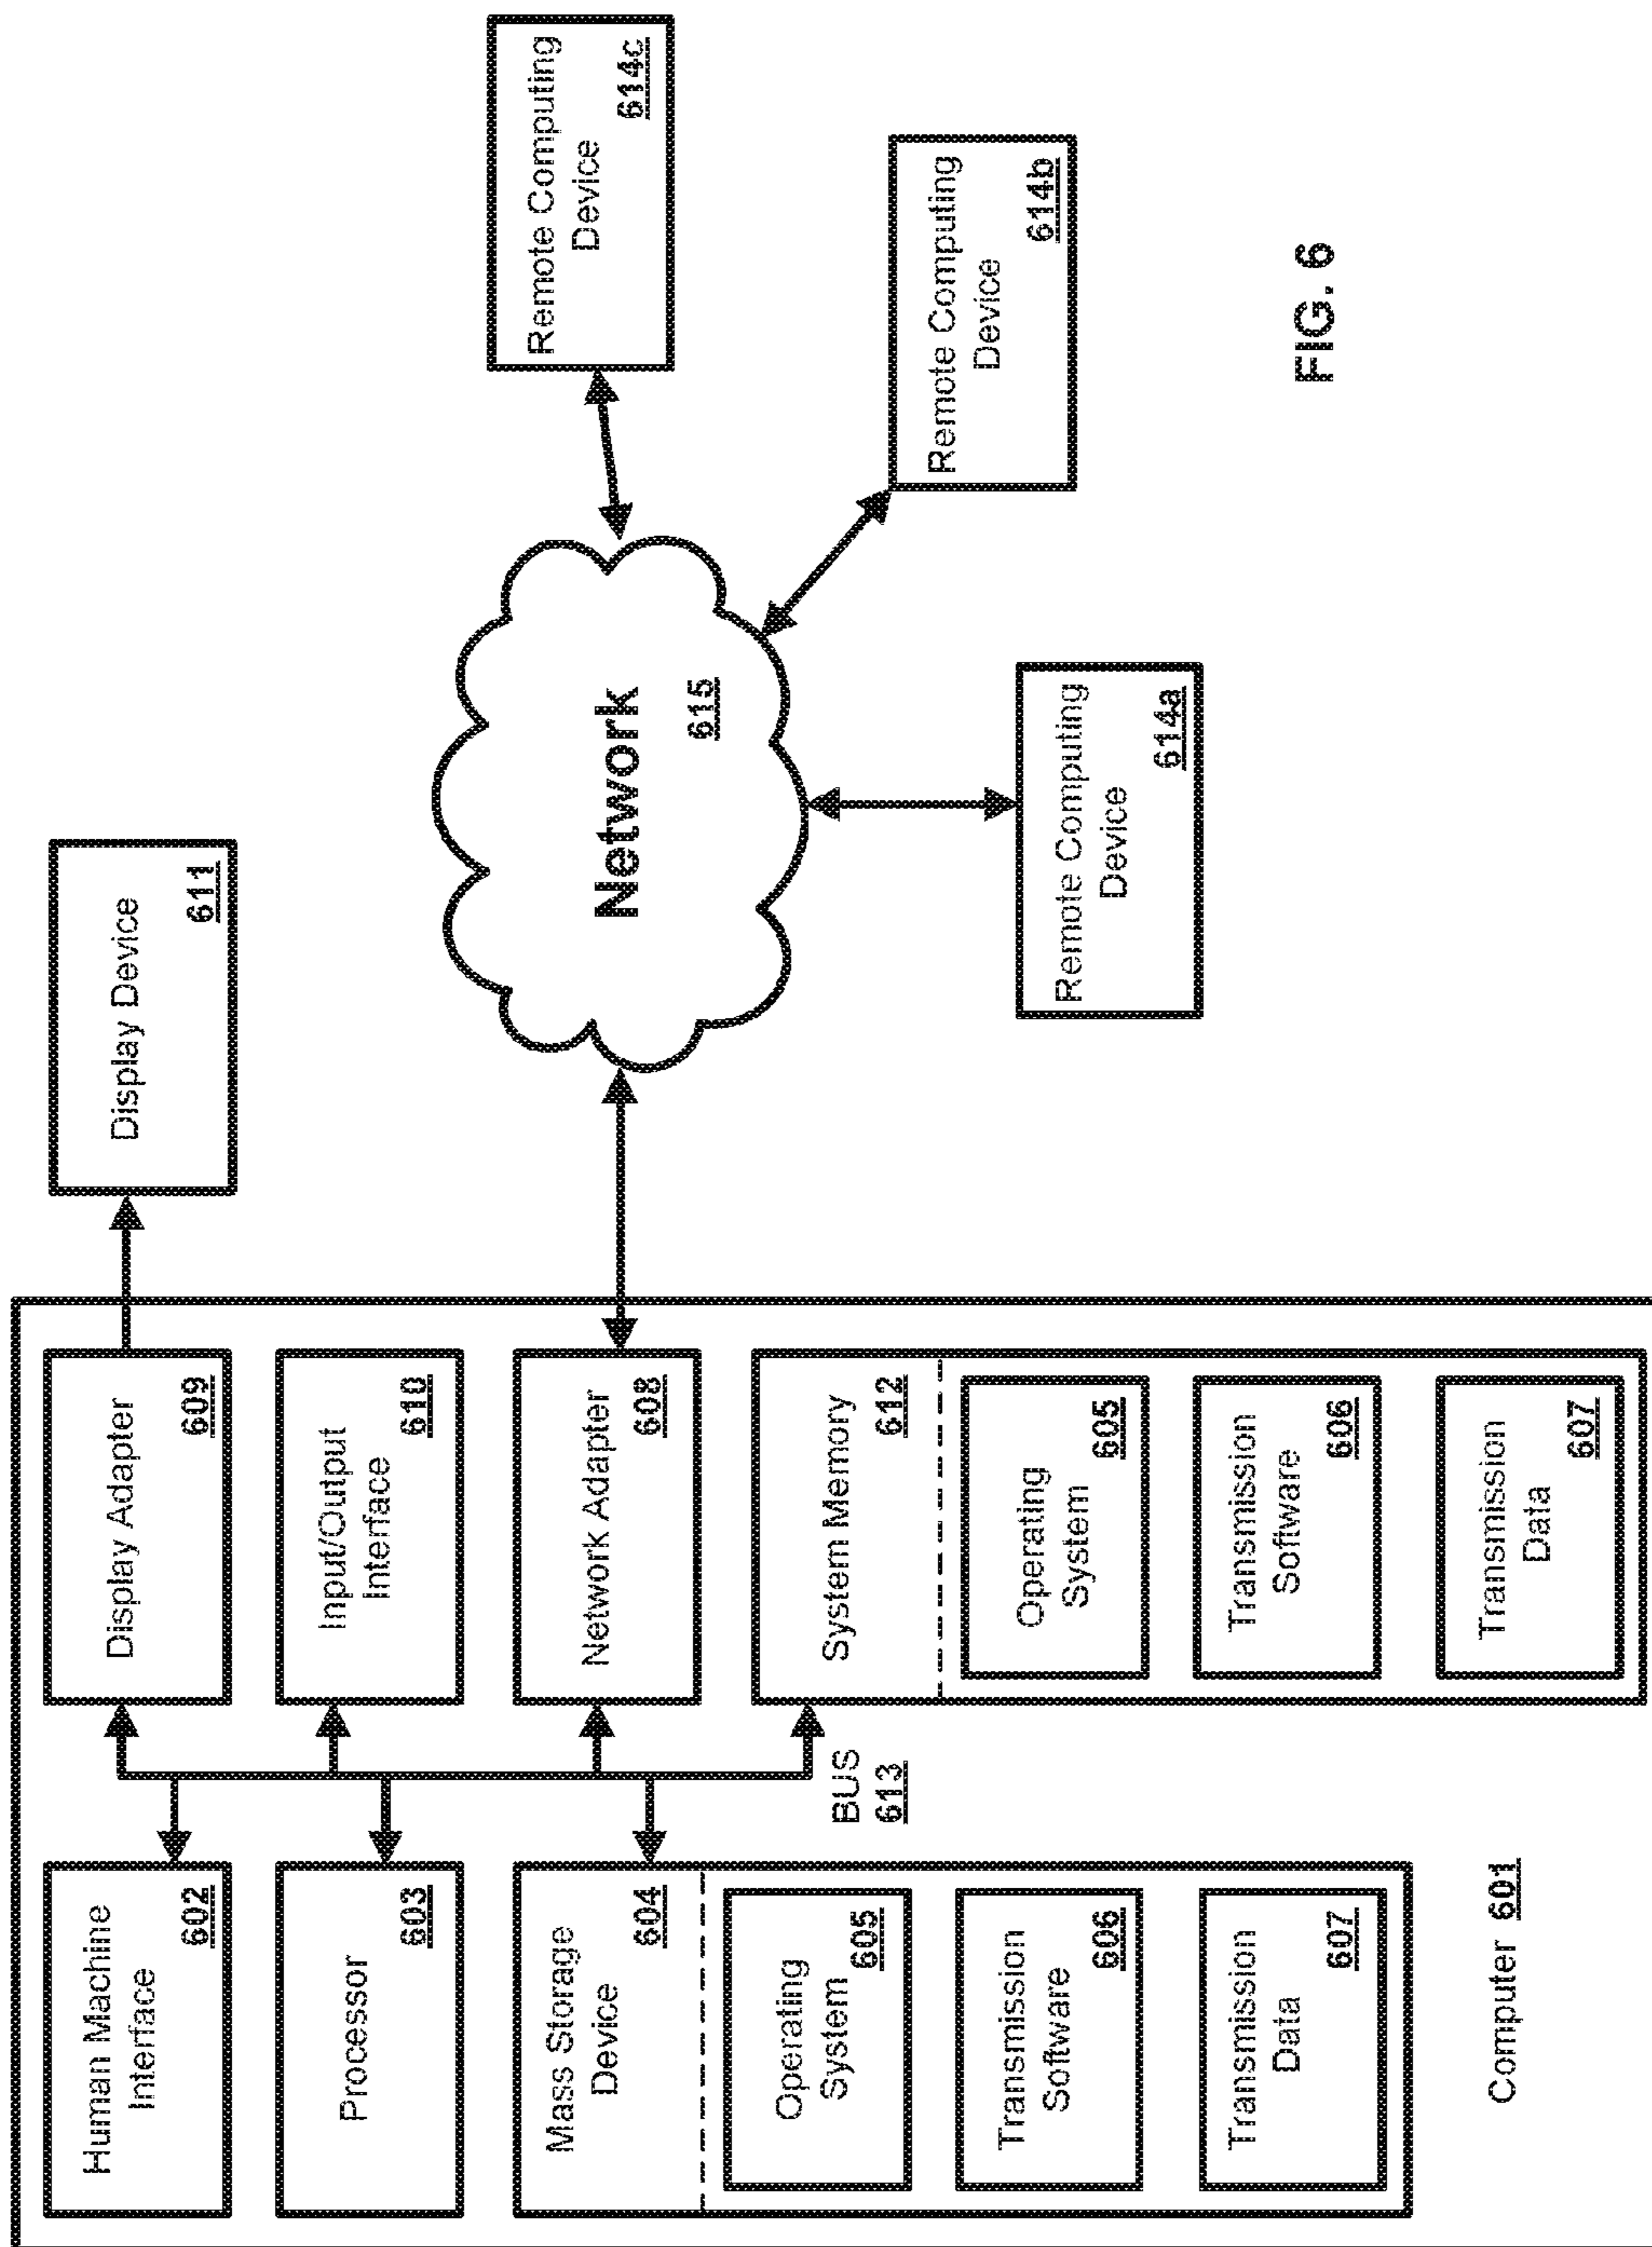 Human Machine
Interface
602
Processor
603
Mass Storage
Device
604
Operating
System
605
Transmission
Software
606
Transmission
Data
607
Computer 601
BUS
613
Display Adapter
609
Input/Output
Interface
610
Network Adapter
608
System Memory
612
Operating
System
605
Transmission
Software
606
Transmission
Data
607
Display Device
611
Network
615
Remote Computing
Device
614a
Remote Computing
Device
614b
Remote Computing
Device
614c
FIG. 6